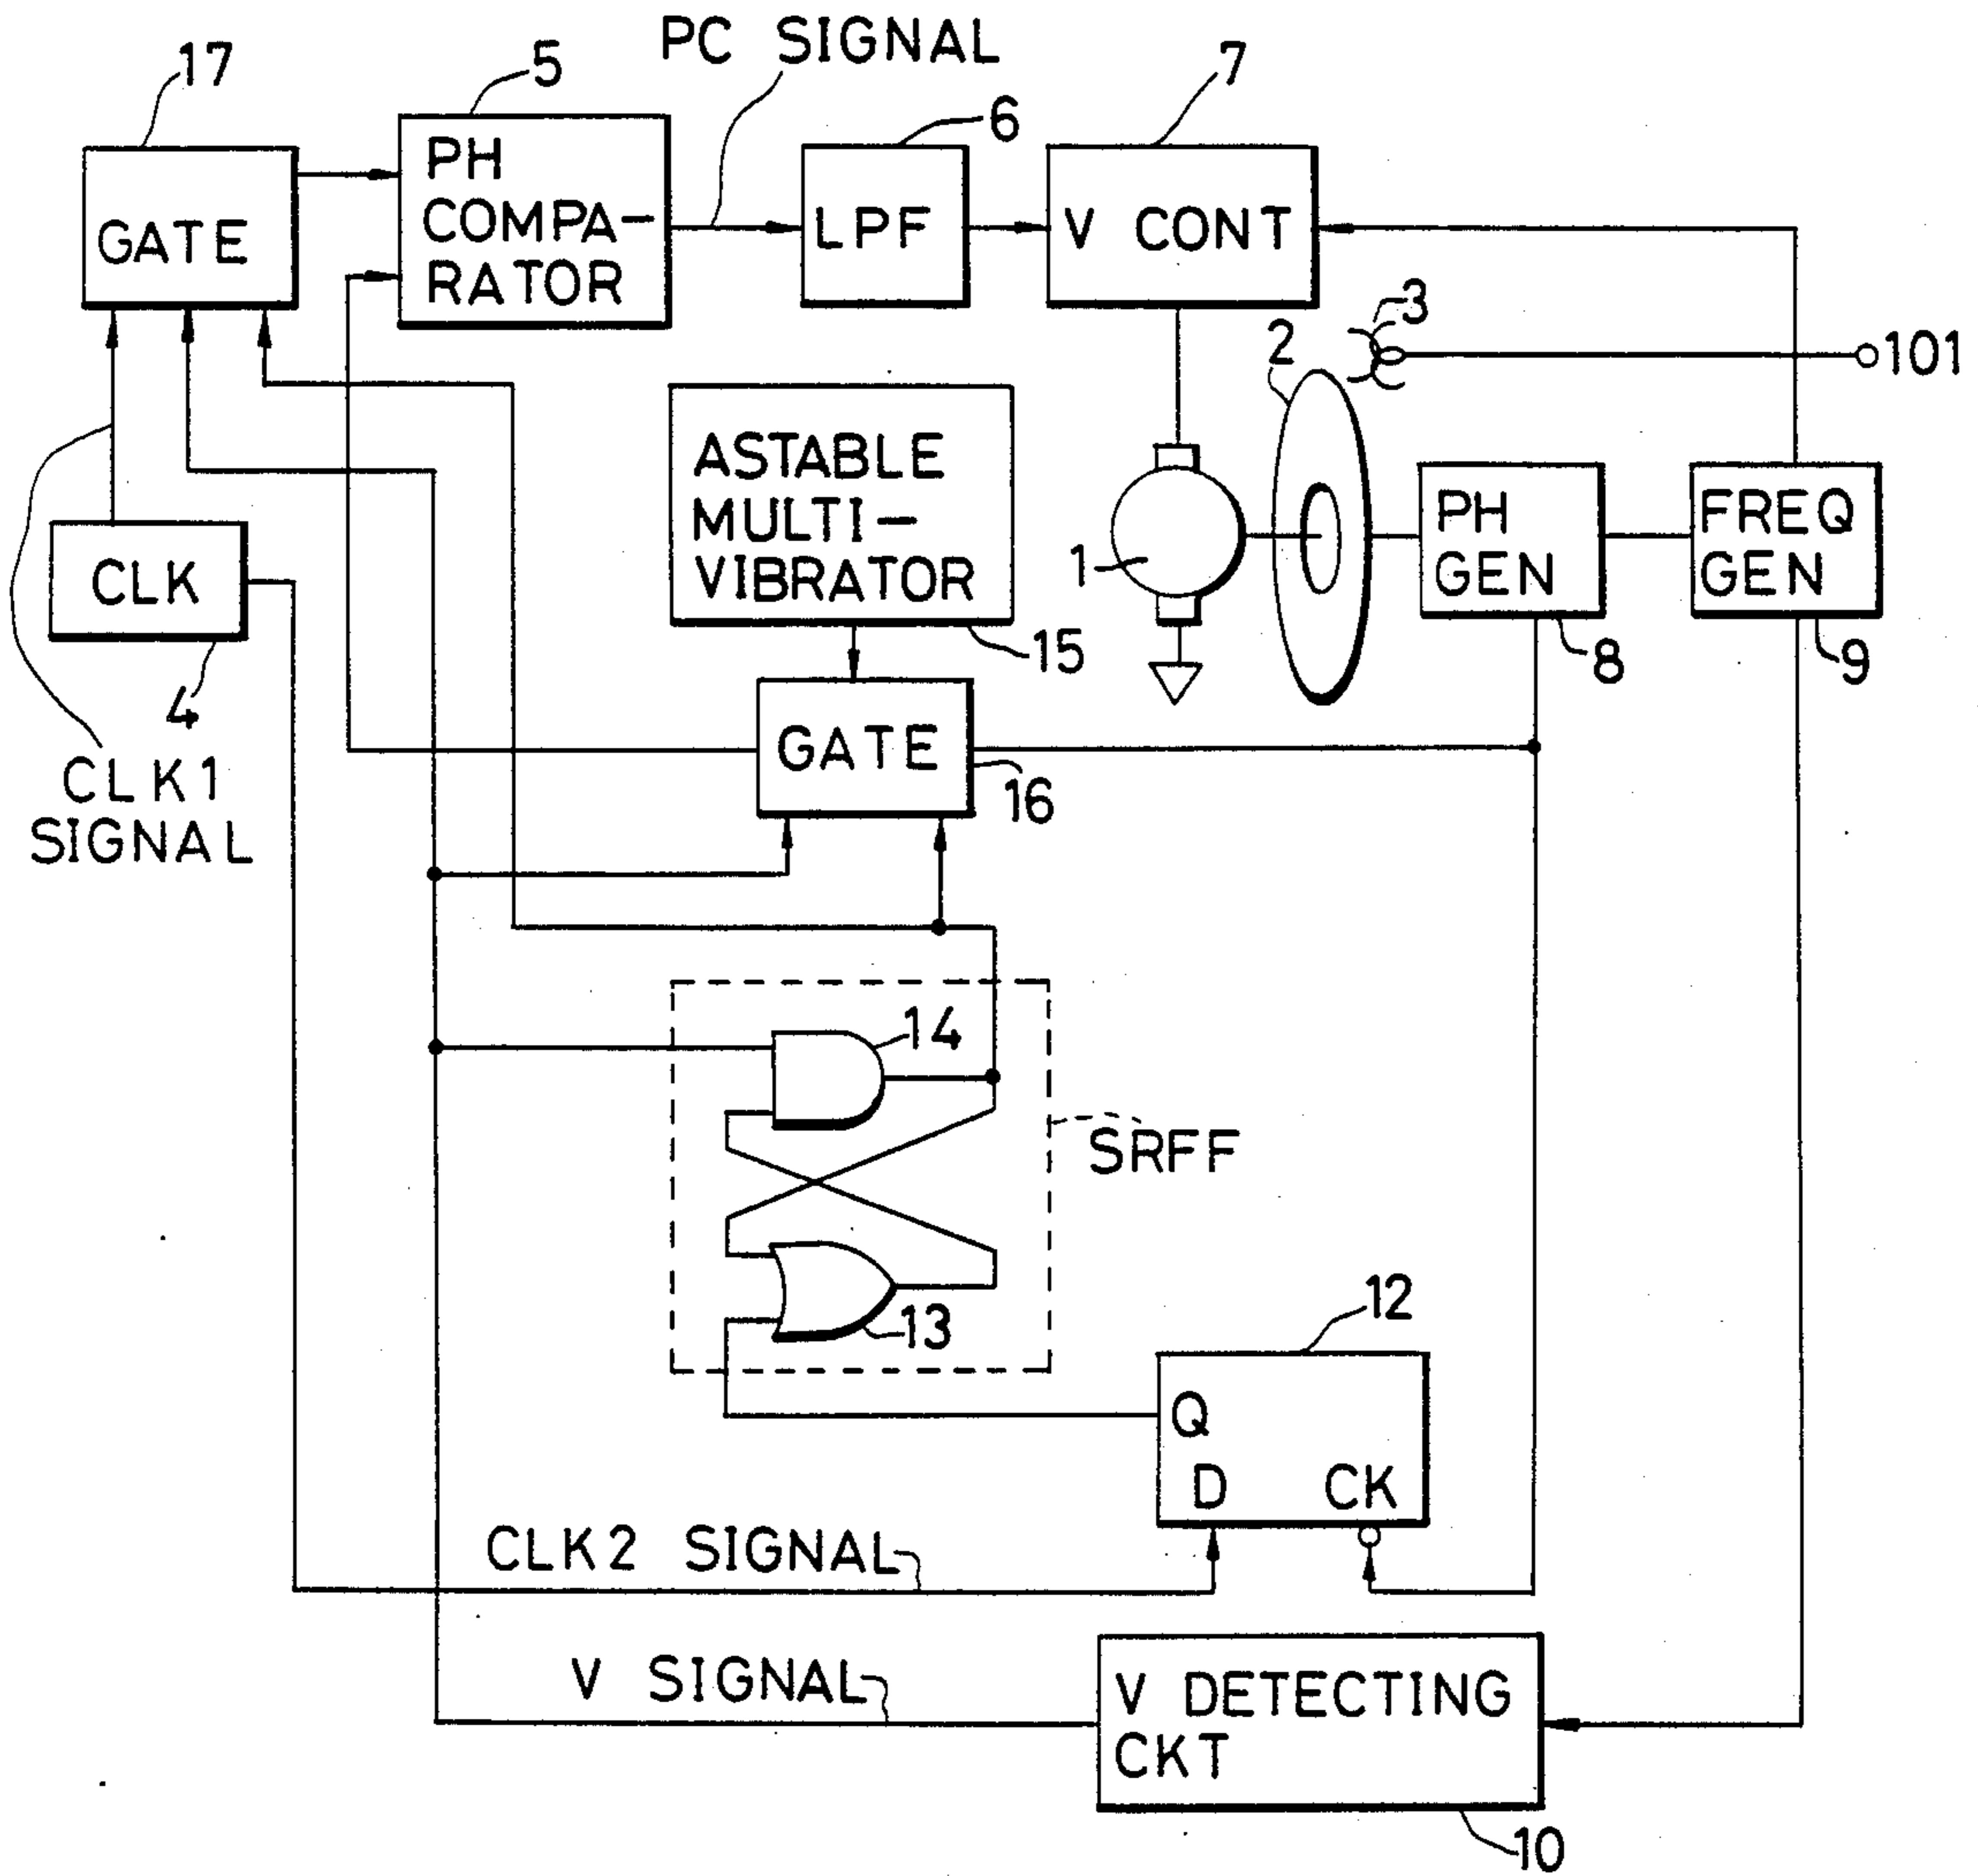 PC SIGNAL
17
5
7
6
PH
COMPA-
RATOR
GATE
LPF
V CONT
3
2
101
ASTABLE
MULTI-
VIBRATOR
PH
GEN
FREQ
GEN
CLK
1
15
8
9
4
GATE
CLK1
SIGNAL
16
14
SRFF
13
12
Q
D
CK
CLK2 SIGNAL
V SIGNAL
V DETECTING
CKT
10